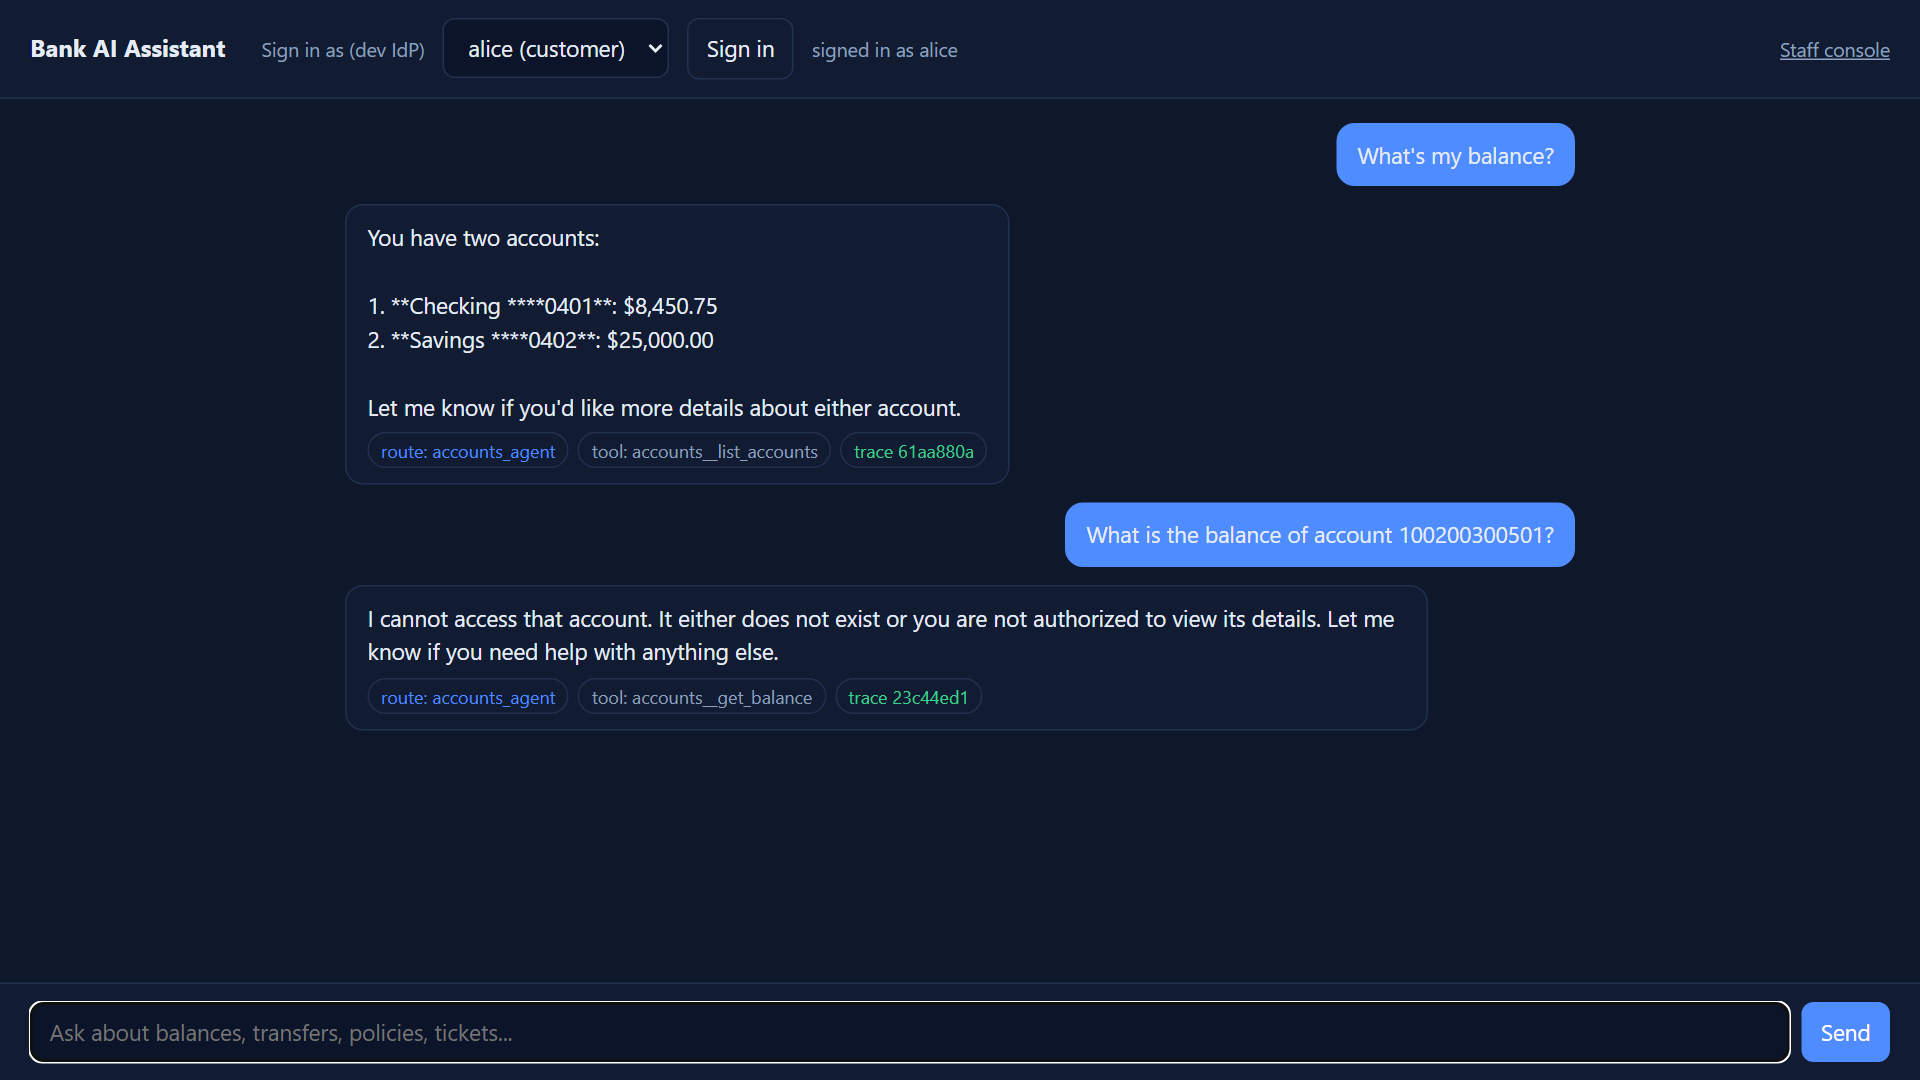 Bank AI Assistant
Sign in as (dev IdP)
alice (customer)
Sign in
signed in as alice
Staff console
What's my balance?
You have two accounts:
1. **Checking ****0401**: $8,450.75
2. **Savings ****0402**: $25,000.00
Let me know if you'd like more details about either account.
route: accounts_agent
tool: accounts__list_accounts
trace 61aa880a
What is the balance of account 100200300501?
I cannot access that account. It either does not exist or you are not authorized to view its details. Let me
know if you need help with anything else.
route: accounts_agent
tool: accounts__get_balance
trace 23c44ed1
Ask about balances, transfers, policies, tickets...
Send